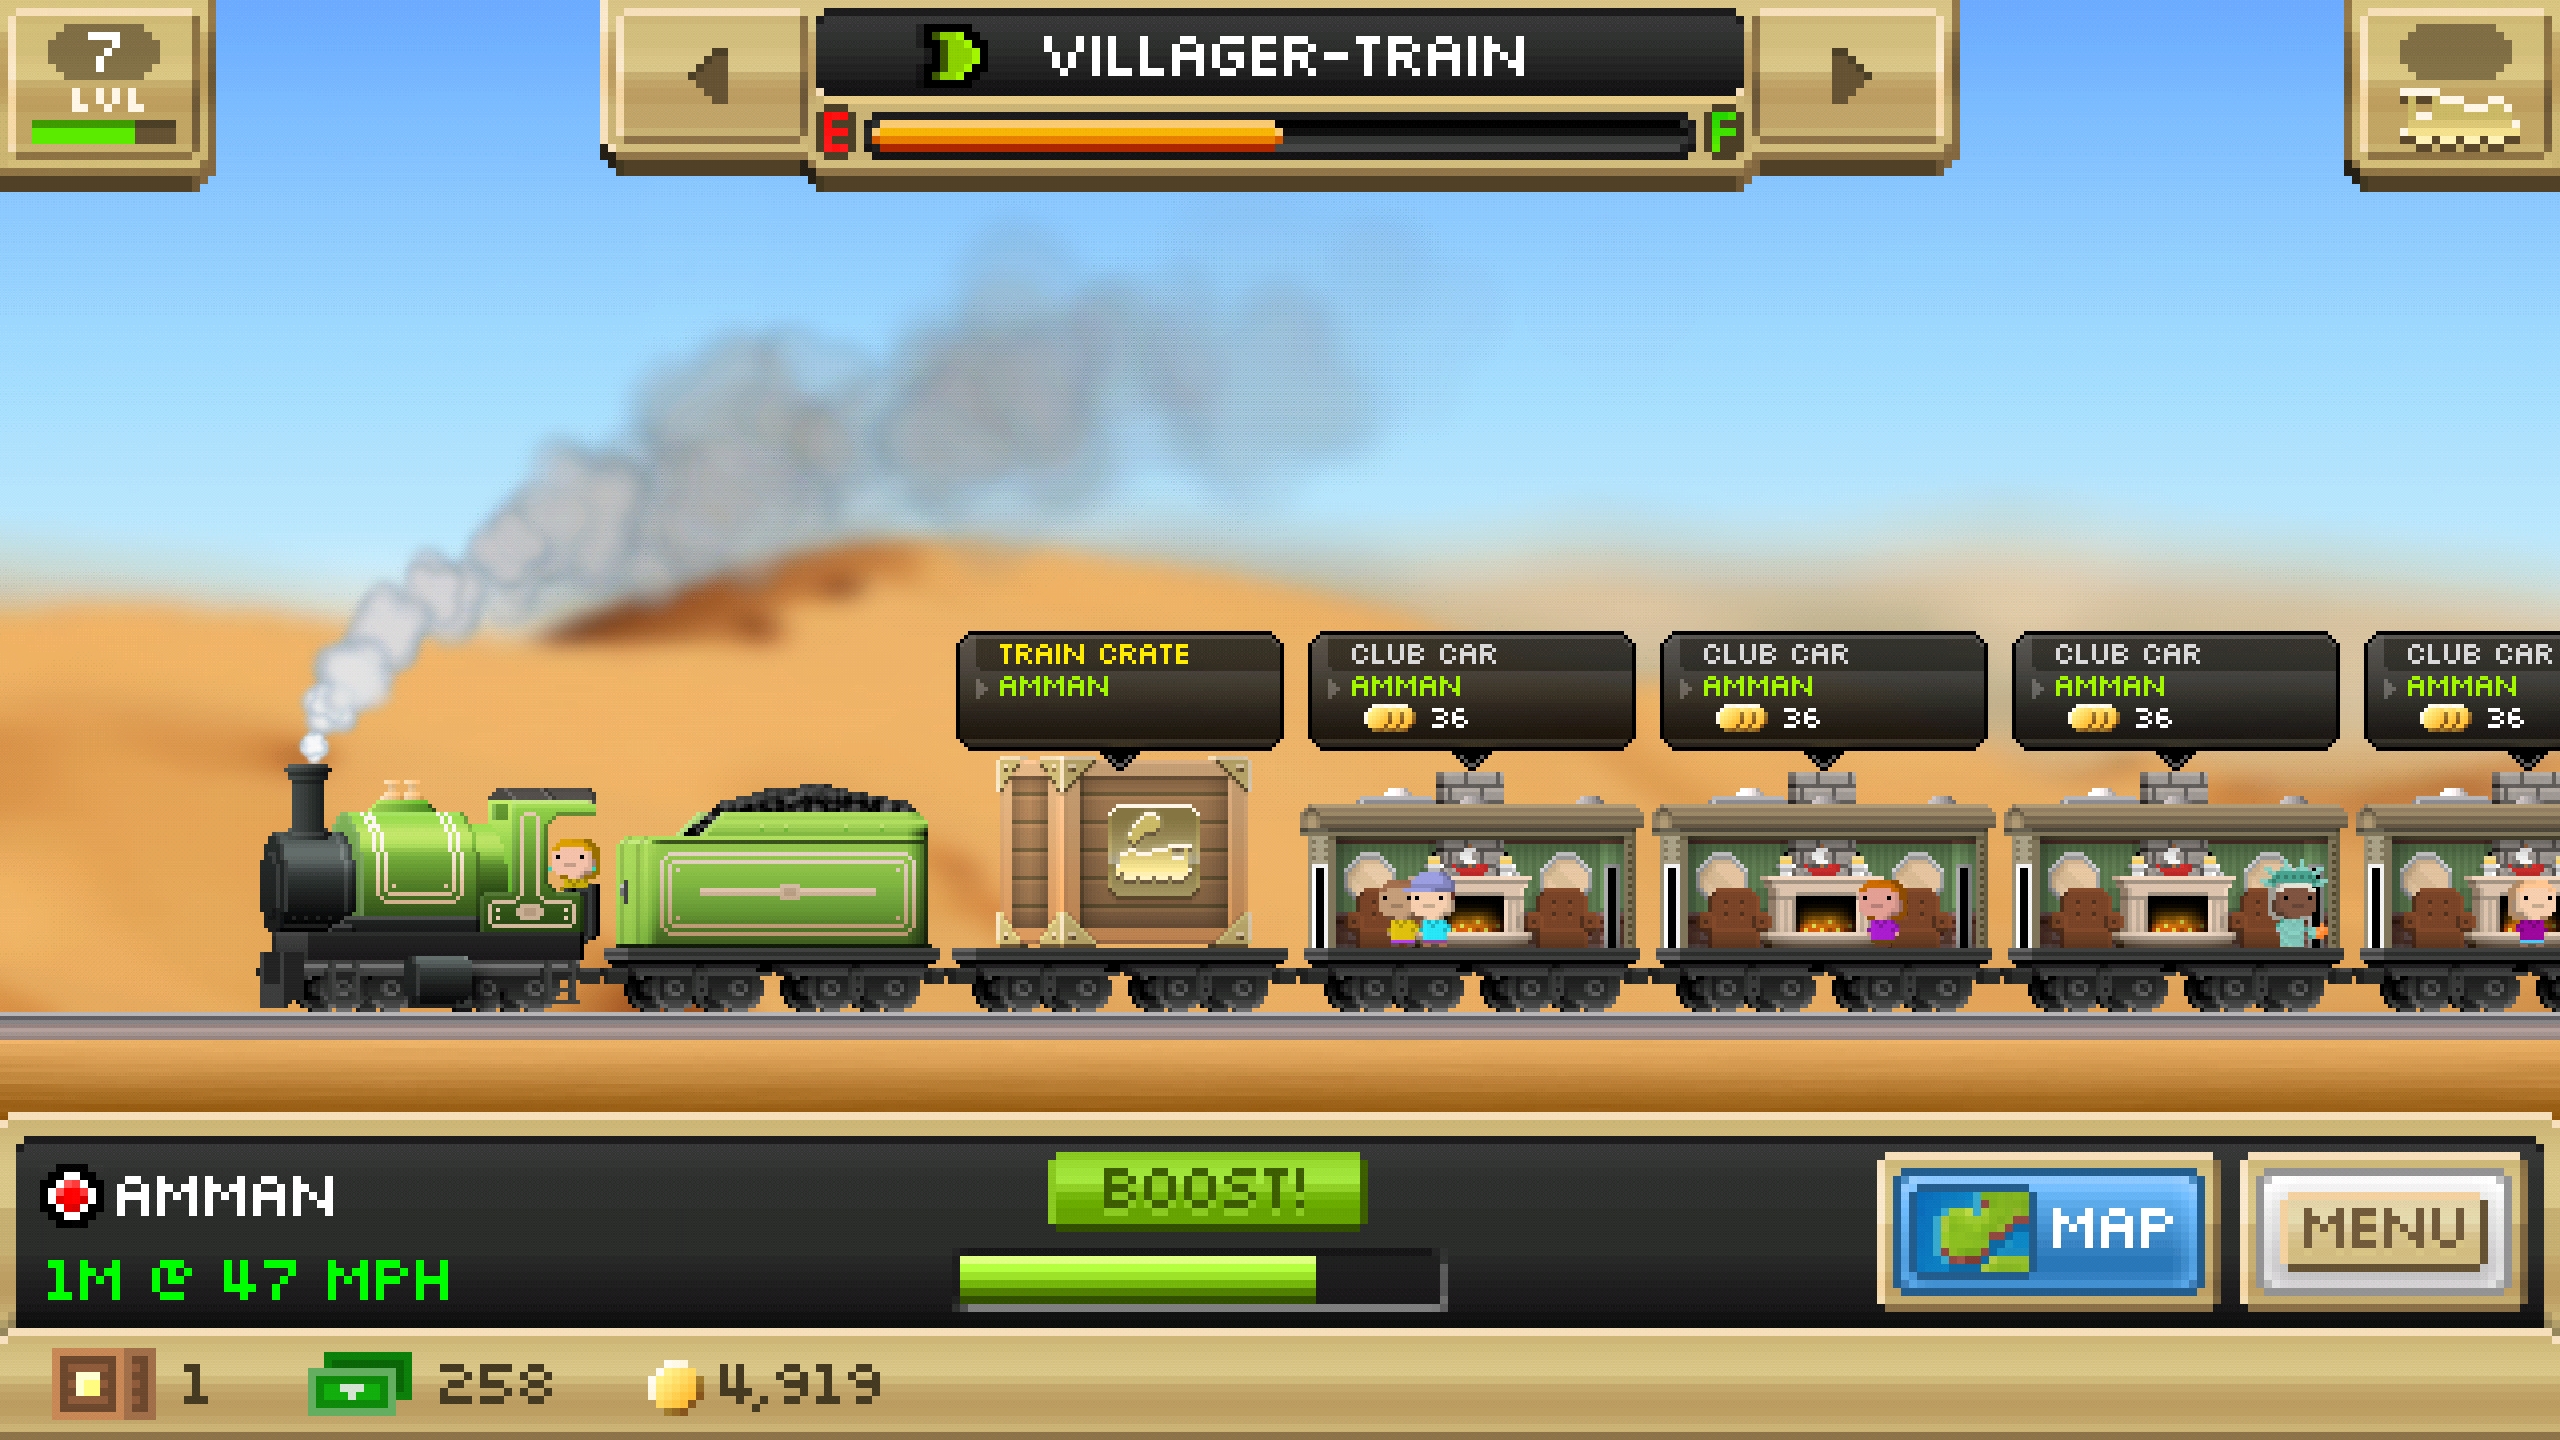 7
LVL
VILLAGER-TRAIN
E F
TRAIN CRATE
AMMAN
CLUB CAR
AMMAN
36
CLUB CAR
AMMAN
36
CLUB CAR
AMMAN
36
CLUB CAR
AMMAN
36
AMMAN
1M @ 47 MPH
BOOST!
MAP
MENU
1
258
4,919